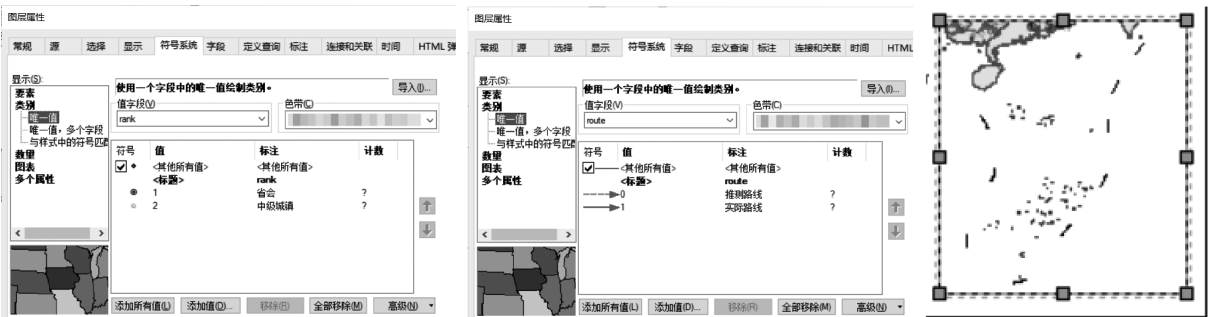 图层属性
常规 源 选择 显示 符号系统 字段 定义查询 标注 连接和关联 时间 HTML 弹
显示(S):
要素
类别
唯一值
唯一值，多个字段
与样式中的符号匹配
数量
图表
多个属性
使用一个字段中的唯一值绘制类别。
导入(I)...
值字段(V)
rank
色带(C)
符号 值 标注 计数
<其他所有值> <其他所有值>
<标题> rank
1 省会 ?
2 中级城镇 ?
添加所有值(L) 添加值(D)... 移除(R) 全部移除(M) 高级(N)
图层属性
常规 源 选择 显示 符号系统 字段 定义查询 标注 连接和关联 时间 HTML
显示(S):
要素
类别
唯一值
唯一值，多个字段
与样式中的符号匹配
数量
图表
多个属性
使用一个字段中的唯一值绘制类别。
导入(I)...
值字段(V)
route
色带(C)
符号 值 标注 计数
<其他所有值> <其他所有值>
<标题> route
0 推测路线 ?
1 实际路线 ?
添加所有值(L) 添加值(D)... 移除(R) 全部移除(M) 高级(N)